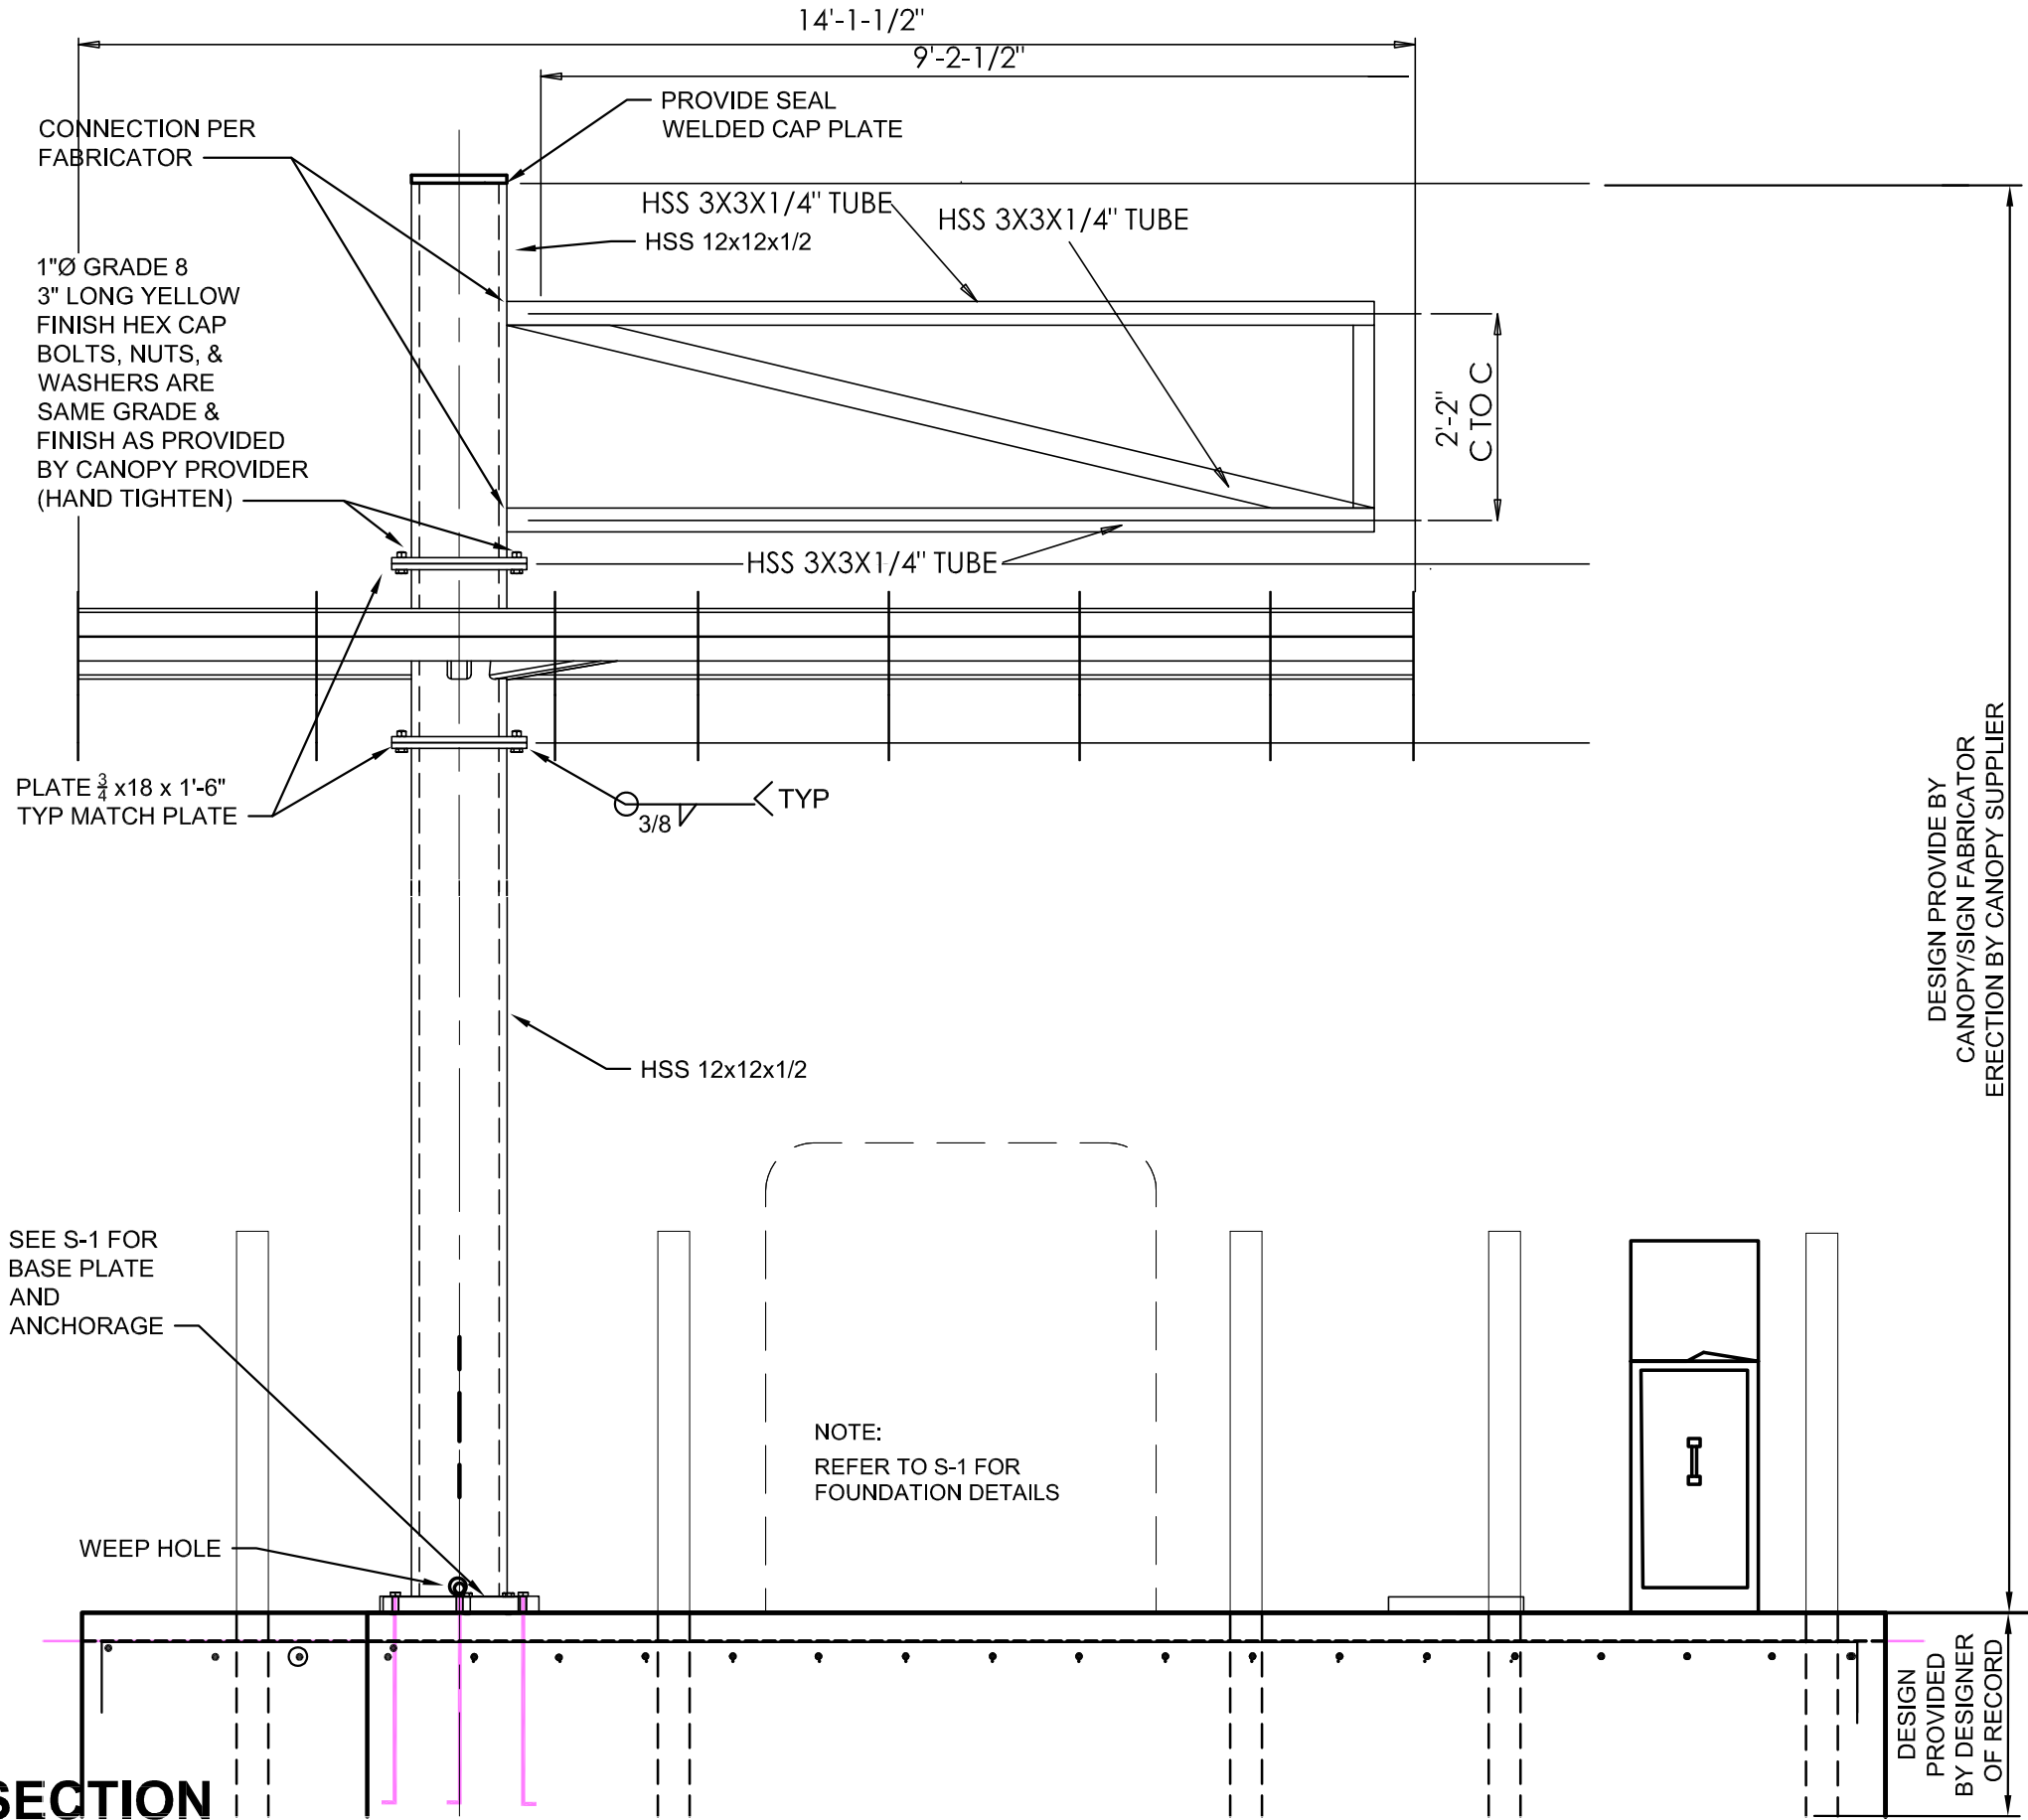 14'-1-1/2"
9'-2-1/2"
PROVIDE SEAL
WELDED CAP PLATE
CONNECTION PER
FABRICATOR
HSS 3X3X1/4" TUBE
HSS 3X3X1/4" TUBE
HSS 12x12x1/2
1"Ø GRADE 8
3" LONG YELLOW
FINISH HEX CAP
BOLTS, NUTS, &
WASHERS ARE
SAME GRADE &
FINISH AS PROVIDED
BY CANOPY PROVIDER
(HAND TIGHTEN)
2'-2"
C TO C
HSS 3X3X1/4" TUBE
PLATE 3/4 x18 x 1'-6"
TYP MATCH PLATE
3/8
TYP
DESIGN PROVIDE BY
CANOPY/SIGN FABRICATOR
ERECTION BY CANOPY SUPPLIER
HSS 12x12x1/2
SEE S-1 FOR
BASE PLATE
AND
ANCHORAGE
NOTE:
REFER TO S-1 FOR
FOUNDATION DETAILS
WEEP HOLE
DESIGN
PROVIDED
BY DESIGNER
OF RECORD
SECTION